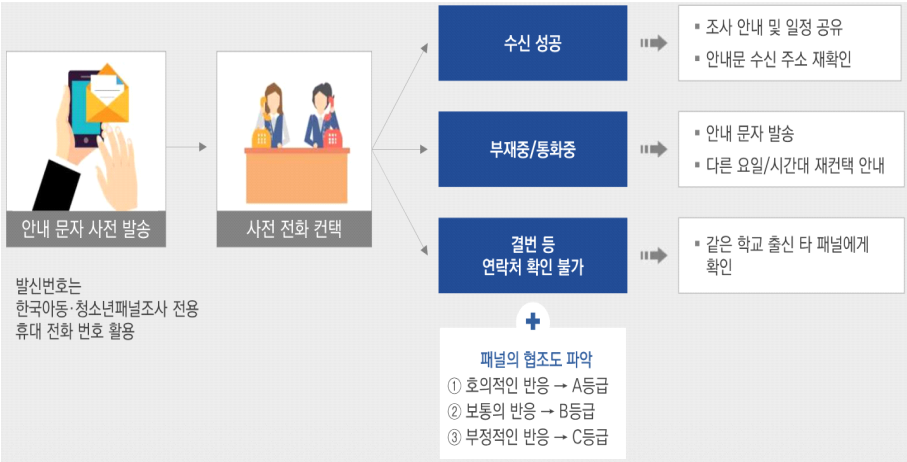 안내 문자 사전 발송
발신번호는
한국아동·청소년패널조사 전용
휴대 전화 번호 활용
사전 전화 컨택
수신 성공
▪ 조사 안내 및 일정 공유
▪ 안내문 수신 주소 재확인
부재중/통화중
▪ 안내 문자 발송
▪ 다른 요일/시간대 재컨택 안내
결번 등
연락처 확인 불가
▪ 같은 학교 출신 타 패널에게
확인
+
패널의 협조도 파악
① 호의적인 반응 → A등급
② 보통의 반응 → B등급
③ 부정적인 반응 → C등급